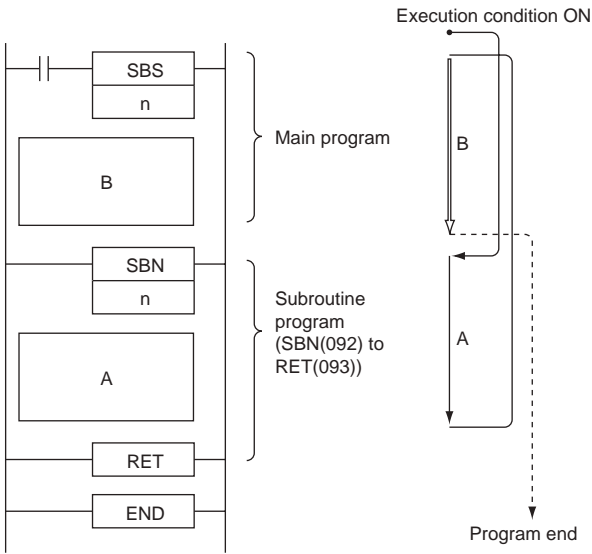 Execution condition ON
SBS
n
Main program
B
B
SBN
n
Subroutine
program
(SBN(092) to
RET(093))
A
A
RET
END
Program end